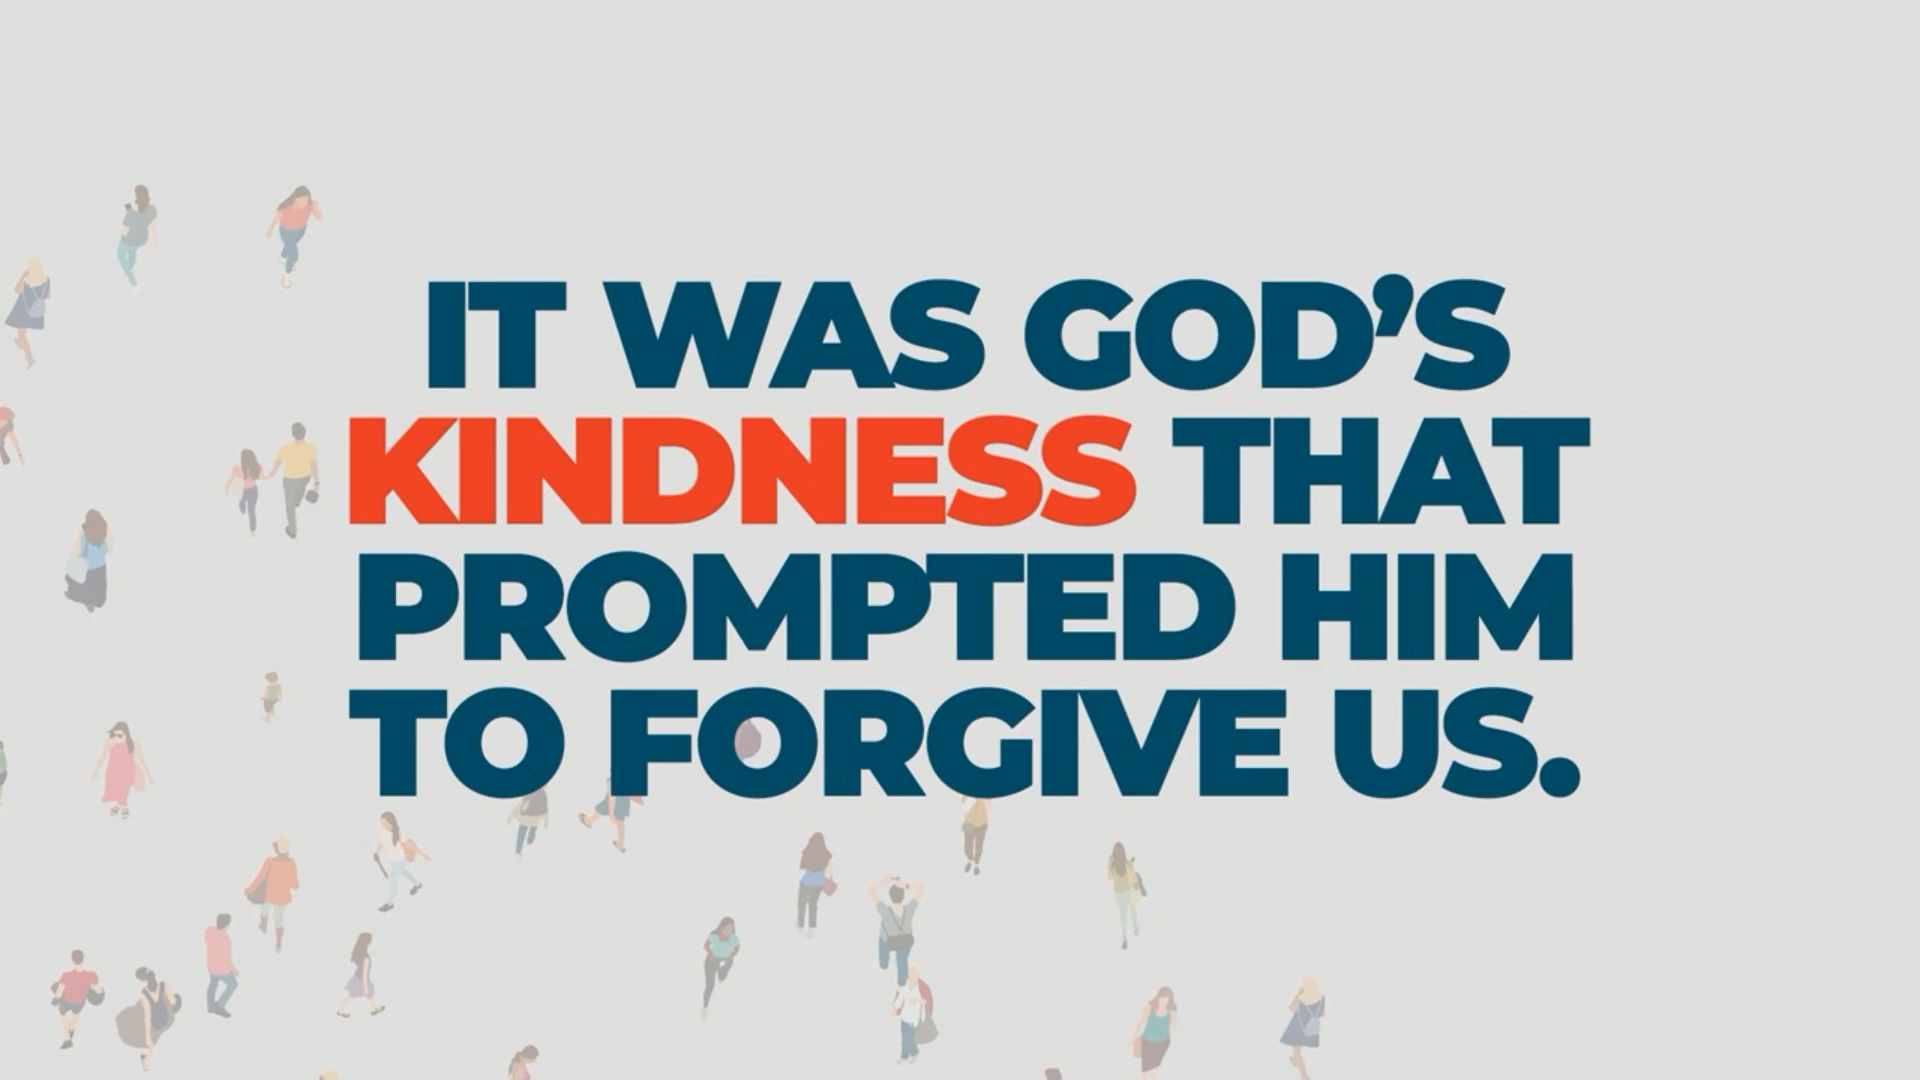 IT WAS GOD’S
KINDNESS THAT
PROMPTED HIM
TO FORGIVE US.